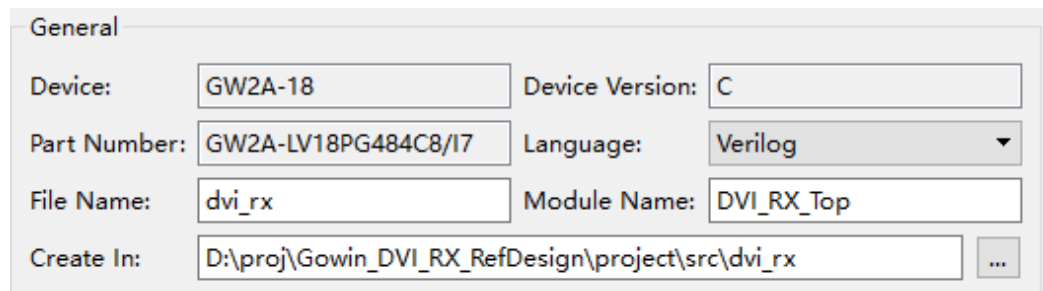 General
Device: GW2A-18 Device Version: C
Part Number: GW2A-LV18PG484C8/I7 Language: Verilog
File Name: dvi_rx Module Name: DVI_RX_Top
Create In: D:\proj\Gowin_DVI_RX_RefDesign\project\src\dvi_rx ...